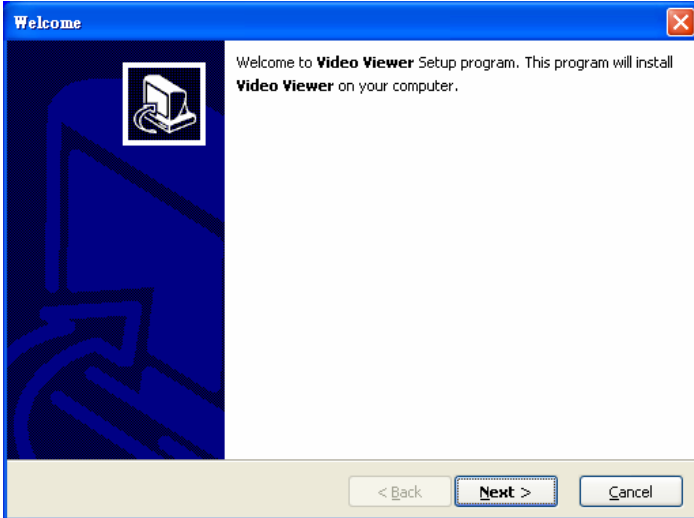 Welcome
Welcome to Video Viewer Setup program. This program will install
Video Viewer on your computer.
< Back
Next >
Cancel